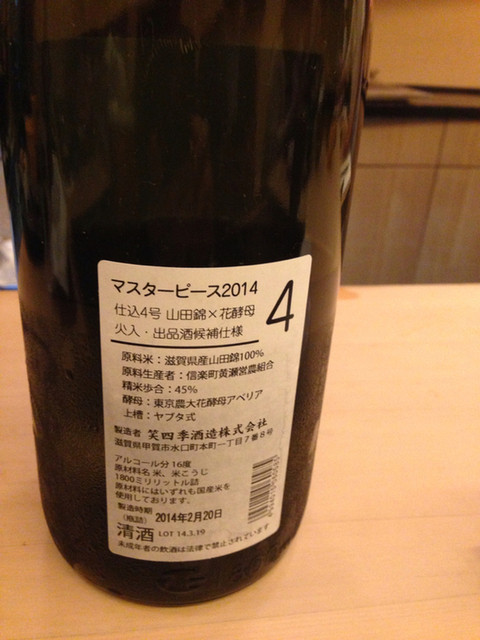 マスターピース2014
仕込4号 山田錦×花酵母
火入・出品酒候補仕様
4
原料米：滋賀県産山田錦100%
原料生産者：信楽町黄瀬営農組合
精米歩合：45%
酵母：東京農大花酵母アベリア
上槽：ヤブタ式
製造者 笑四季酒造株式会社
滋賀県甲賀市水口町本町一丁目7番8号
アルコール分 16度
原材料名 米、米こうじ
1800ミリリットル詰
原材料にはいずれも国産米を
使用しております。
製造時期
(瓶詰) 2014年2月20日
清酒 LOT 14.3.19
未成年者の飲酒は法律で禁止されています